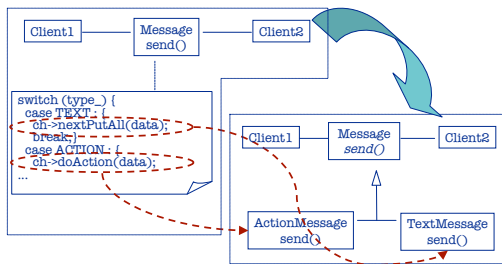 Client1
Message
send()
Client2
switch (type_) {
case TEXT : {
ch->nextPutAll(data);
break;}
case ACTION : {
ch->doAction(data);
...
Client1
Message
send()
Client2
ActionMessage
send()
TextMessage
send()